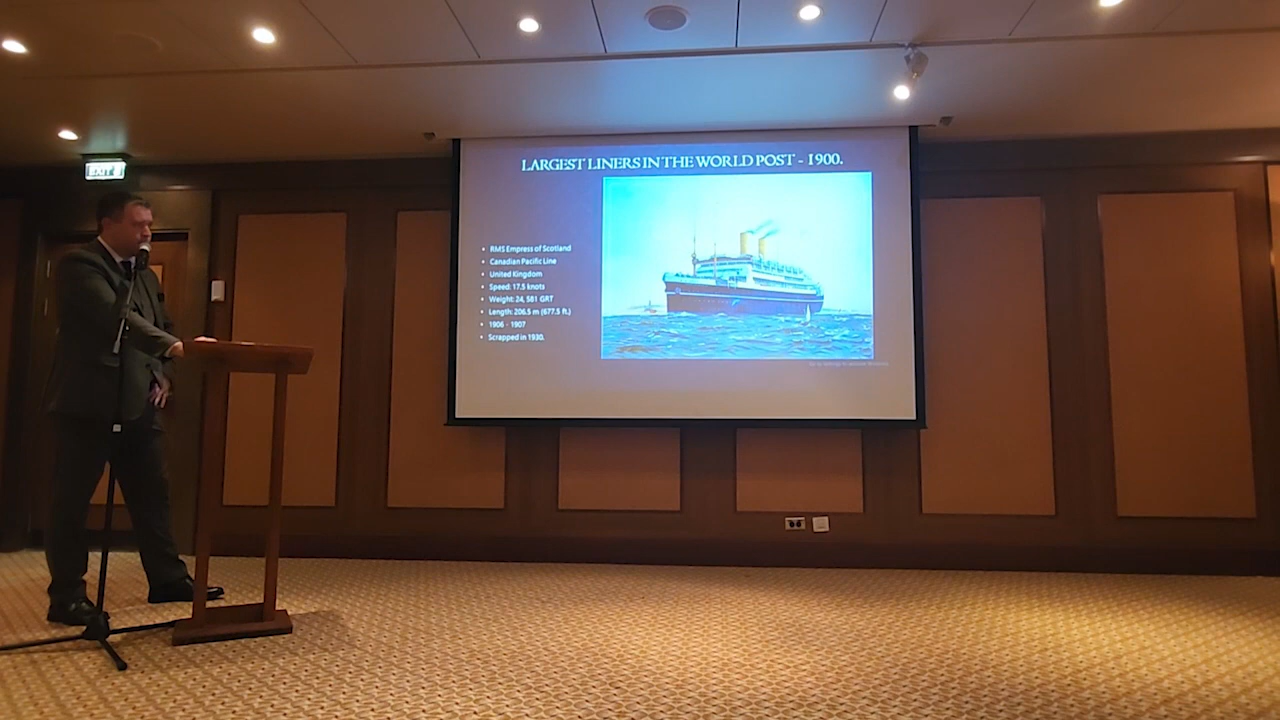 EXIT
LARGEST LINERS IN THE WORLD POST - 1900.
• RMS Empress of Scotland
• Canadian Pacific Line
• United Kingdom
• Speed: 17.5 knots
• Weight: 24, 581 GRT
• Length: 206.5 m (677.5 ft.)
• 1906 - 1907
• Scrapped in 1930.